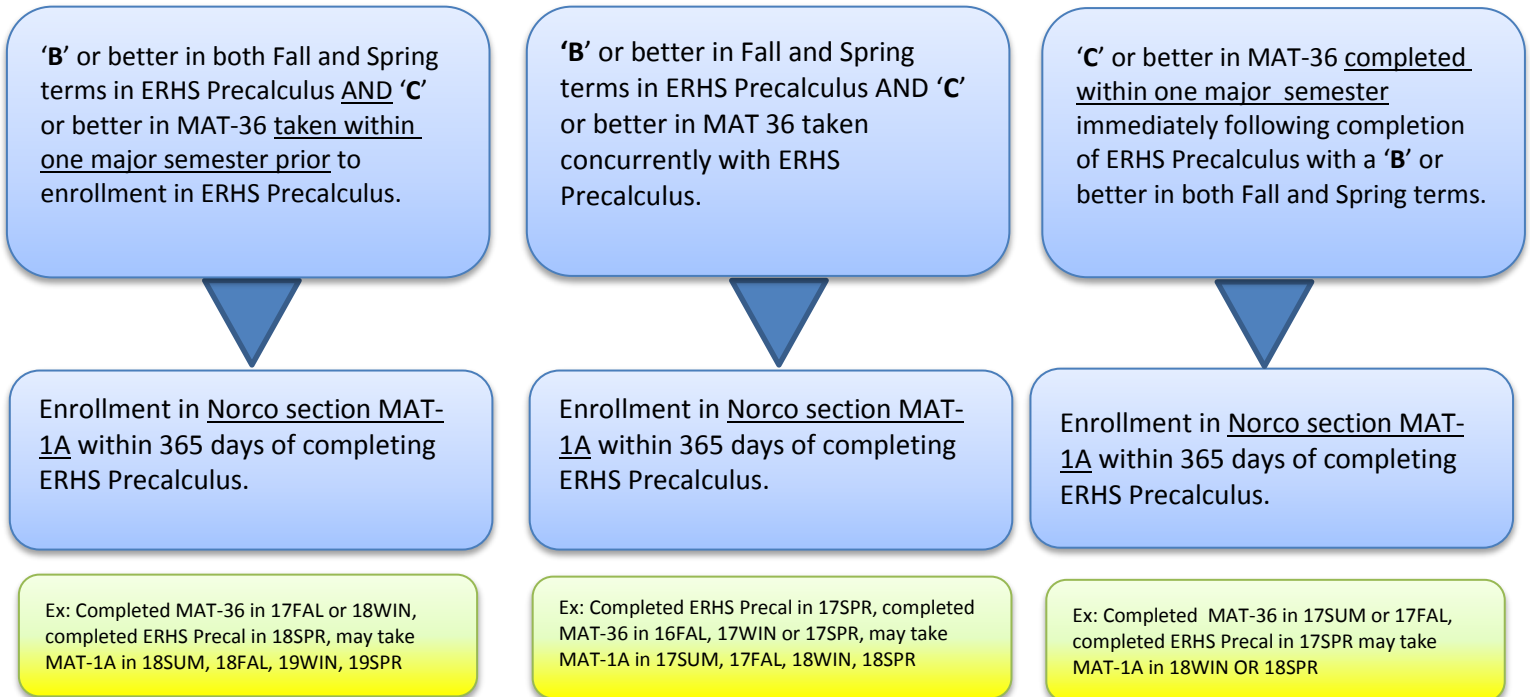 ‘B’ or better in both Fall and Spring
terms in ERHS Precalculus AND ‘C’
or better in MAT-36 taken within
one major semester prior to
enrollment in ERHS Precalculus.
‘B’ or better in Fall and Spring
terms in ERHS Precalculus AND ‘C’
or better in MAT 36 taken
concurrently with ERHS
Precalculus.
‘C’ or better in MAT-36 completed
within one major semester
immediately following completion
of ERHS Precalculus with a ‘B’ or
better in both Fall and Spring terms.
Enrollment in Norco section MAT-
1A within 365 days of completing
ERHS Precalculus.
Enrollment in Norco section MAT-
1A within 365 days of completing
ERHS Precalculus.
Enrollment in Norco section MAT-
1A within 365 days of completing
ERHS Precalculus.
Ex: Completed MAT-36 in 17FAL or 18WIN,
completed ERHS Precal in 18SPR, may take
MAT-1A in 18SUM, 18FAL, 19WIN, 19SPR
Ex: Completed ERHS Precal in 17SPR, completed
MAT-36 in 16FAL, 17WIN or 17SPR, may take
MAT-1A in 17SUM, 17FAL, 18WIN, 18SPR
Ex: Completed MAT-36 in 17SUM or 17FAL,
completed ERHS Precal in 17SPR may take
MAT-1A in 18WIN OR 18SPR